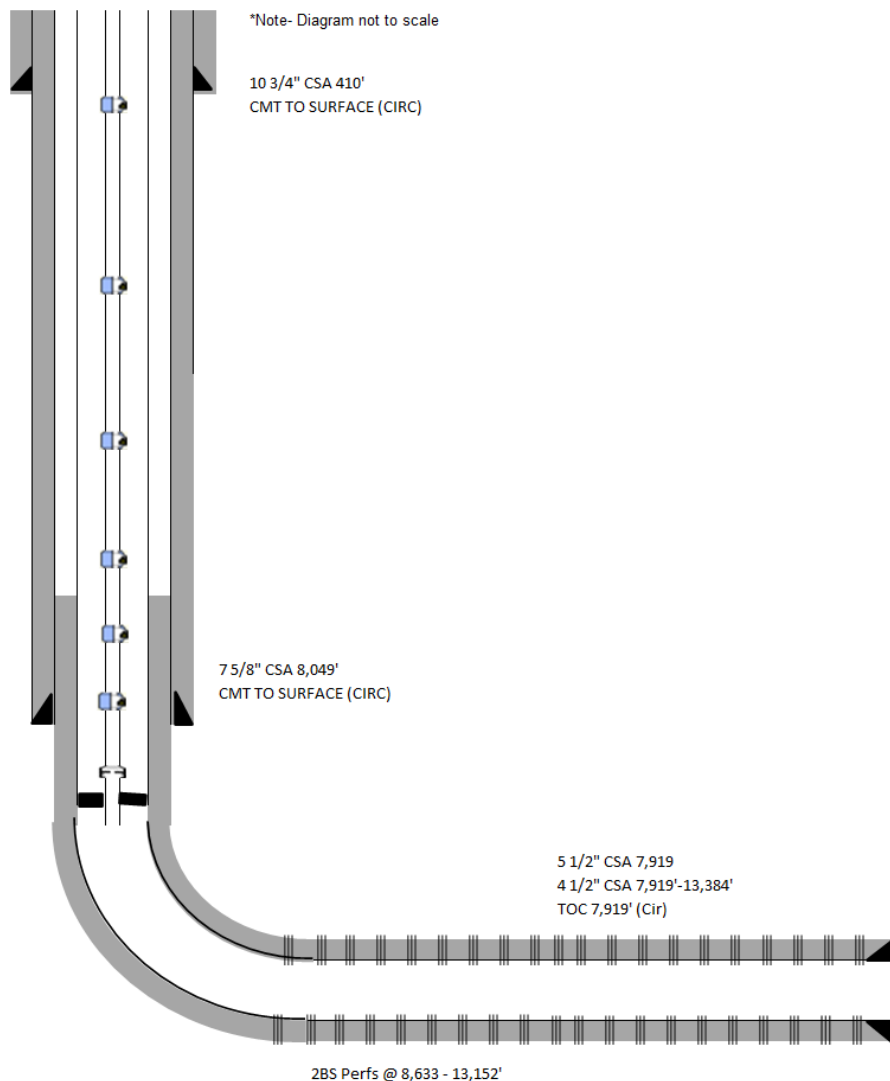 *Note- Diagram not to scale
10 3/4" CSA 410'
CMT TO SURFACE (CIRC)
7 5/8" CSA 8,049'
CMT TO SURFACE (CIRC)
5 1/2" CSA 7,919
4 1/2" CSA 7,919'-13,384'
TOC 7,919' (Cir)
2BS Perfs @ 8,633 - 13,152'